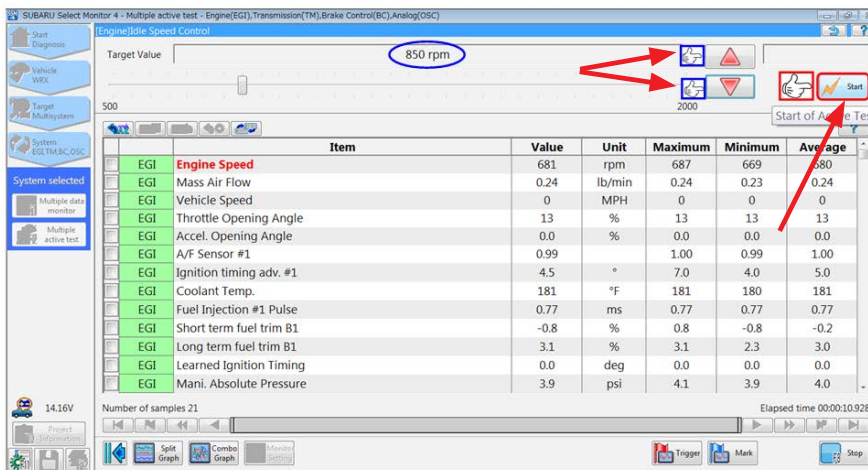 SUBARU Select Monitor 4 - Multiple active test - Engine(EGI),Transmission(TM),Brake Control(BC),Analog(OSC)
Start Diagnosis
[Engine]Idle Speed Control
Target Value 850 rpm
Vehicle WRX
500 2000
Start
Target Multisystem
Start of Active Tes
System EGI,TM,BC,OSC
Item Value Unit Maximum Minimum Average
EGI Engine Speed 681 rpm 687 669 680
System selected
EGI Mass Air Flow 0.24 lb/min 0.24 0.23 0.24
Multiple data monitor
EGI Vehicle Speed 0 MPH 0 0 0
EGI Throttle Opening Angle 13 % 13 13 13
Multiple active test
EGI Accel. Opening Angle 0.0 % 0.0 0.0 0.0
EGI A/F Sensor #1 0.99 1.00 0.99 1.00
EGI Ignition timing adv. #1 4.5 ° 7.0 4.0 5.0
EGI Coolant Temp. 181 °F 181 180 181
EGI Fuel Injection #1 Pulse 0.77 ms 0.77 0.77 0.77
EGI Short term fuel trim B1 -0.8 % 0.8 -0.8 -0.2
EGI Long term fuel trim B1 3.1 % 3.1 2.3 3.0
EGI Learned Ignition Timing 0.0 deg 0.0 0.0 0.0
EGI Mani. Absolute Pressure 3.9 psi 4.1 3.9 4.0
14.16V
Number of samples 21 Elapsed time 00:00:10.928
Project Information
Split Graph
Combo Graph
Monitor Setting
Trigger
Mark
Stop